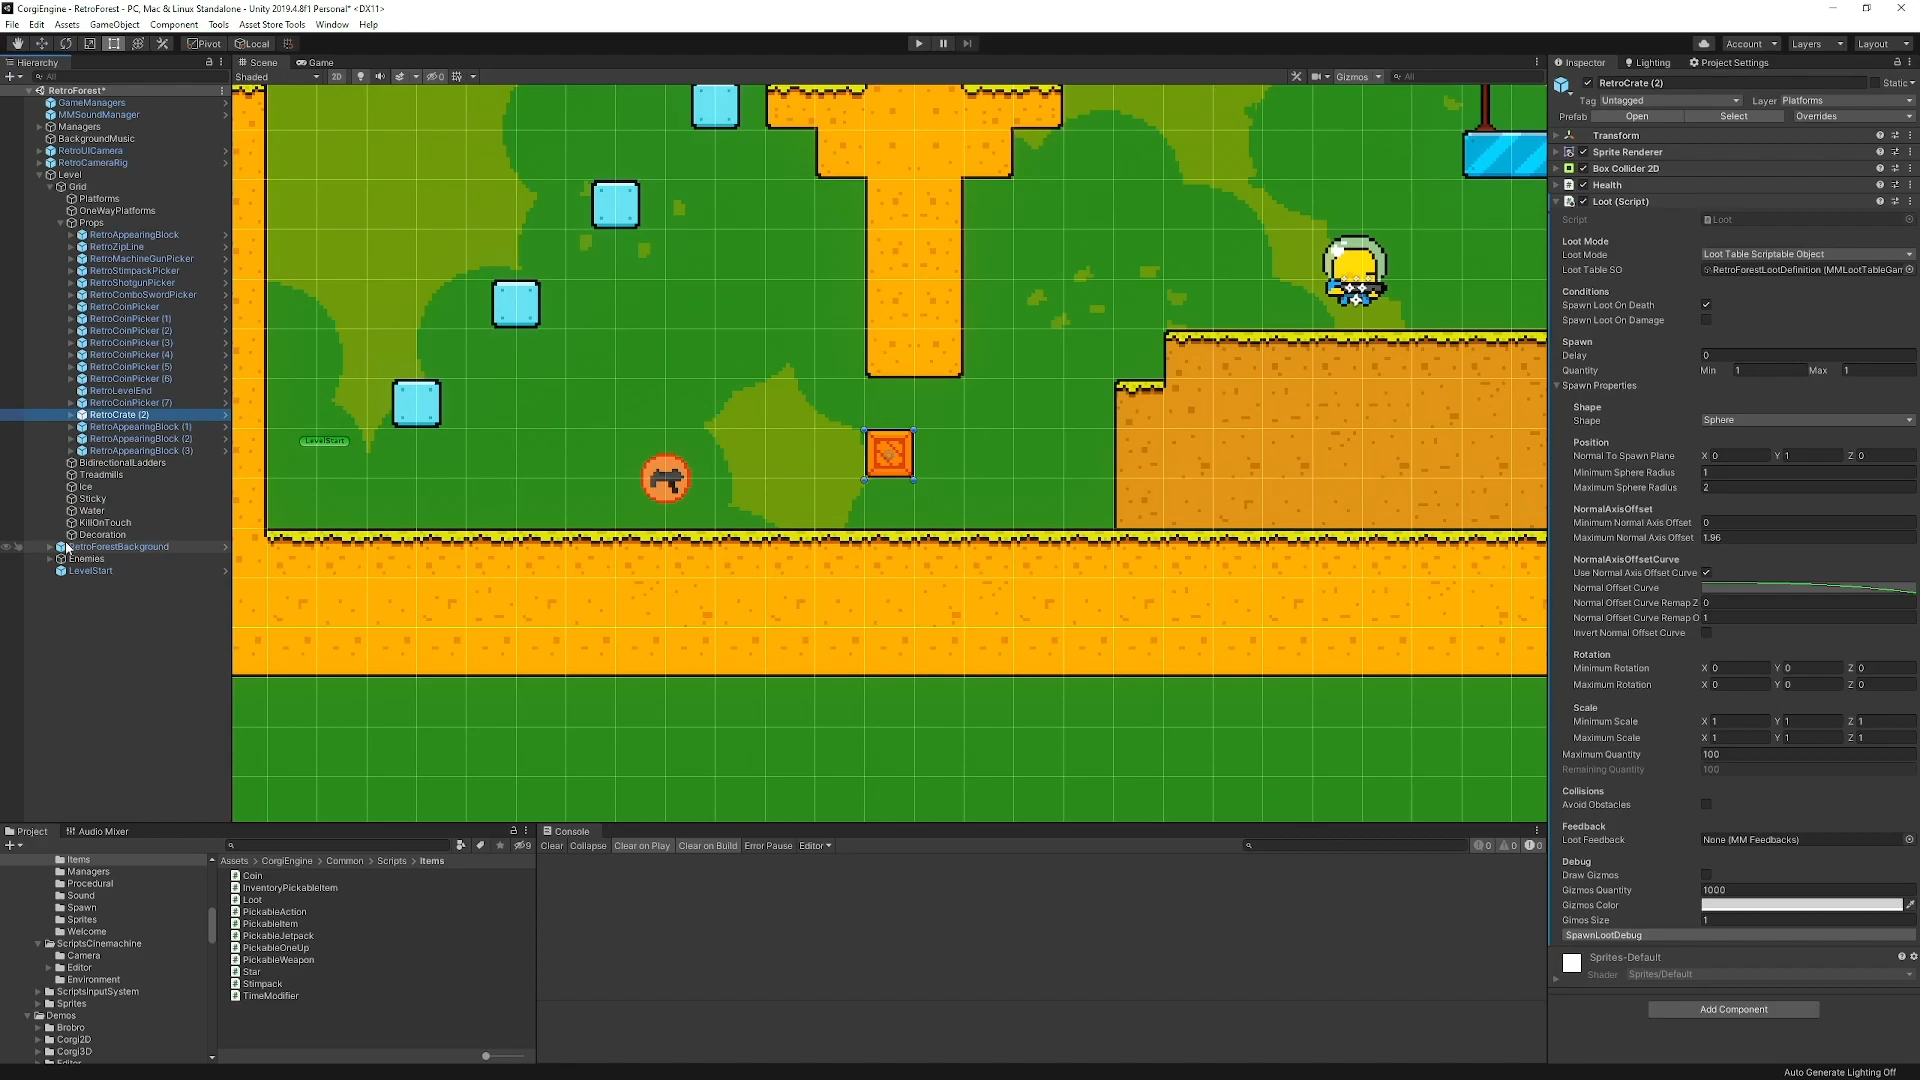 CorgiEngine - RetroForest - PC, Mac & Linux Standalone - Unity 2019.4.8f1 Personal* <DX11>
File Edit Assets GameObject Component Tools Asset Store Tools Window Help
Pivot Local Account Layers Layout
Hierarchy
All
RetroForest*
GameManagers
MMSoundManager
Managers
BackgroundMusic
RetroUICamera
RetroCameraRig
Level
Grid
Platforms
OneWayPlatforms
Props
RetroAppearingBlock
RetroZipLine
RetroMachineGunPicker
RetroStimpackPicker
RetroShotgunPicker
RetroComboSwordPicker
RetroCoinPicker
RetroCoinPicker (1)
RetroCoinPicker (2)
RetroCoinPicker (3)
RetroCoinPicker (4)
RetroCoinPicker (5)
RetroCoinPicker (6)
RetroLevelEnd
RetroCoinPicker (7)
RetroCrate (2)
RetroAppearingBlock (1)
RetroAppearingBlock (2)
RetroAppearingBlock (3)
BidirectionalLadders
Treadmills
Ice
Sticky
Water
KillOnTouch
Decoration
etroForestBackground
Enemies
LevelStart
Scene Game
Shaded 2D 0 Gizmos All
LevelStart
Inspector Lighting Project Settings
RetroCrate (2) Static
Tag Untagged Layer Platforms
Prefab Open Select Overrides
Transform
Sprite Renderer
Box Collider 2D
Health
Loot (Script)
Script Loot
Loot Mode
Loot Mode Loot Table Scriptable Object
Loot Table SO RetroForestLootDefinition (MMLootTableGam
Conditions
Spawn Loot On Death
Spawn Loot On Damage
Spawn
Delay 0
Quantity Min 1 Max 1
Spawn Properties
Shape
Shape Sphere
Position
Normal To Spawn Plane X 0 Y 1 Z 0
Minimum Sphere Radius 1
Maximum Sphere Radius 2
NormalAxisOffset
Minimum Normal Axis Offset 0
Maximum Normal Axis Offset 1.96
NormalAxisOffsetCurve
Use Normal Axis Offset Curve
Normal Offset Curve
Normal Offset Curve Remap Z 0
Normal Offset Curve Remap O 1
Invert Normal Offset Curve
Rotation
Minimum Rotation X 0 Y 0 Z 0
Maximum Rotation X 0 Y 0 Z 0
Scale
Minimum Scale X 1 Y 1 Z 1
Maximum Scale X 1 Y 1 Z 1
Maximum Quantity 100
Remaining Quantity 100
Collisions
Avoid Obstacles
Feedback
Loot Feedback None (MM Feedbacks)
Debug
Draw Gizmos
Gizmos Quantity 1000
Gizmos Color
Gimos Size 1
SpawnLootDebug
Sprites-Default
Shader Sprites/Default
Add Component
Project Audio Mixer
9
Items
Managers
Procedural
Sound
Spawn
Sprites
Welcome
ScriptsCinemachine
Camera
Editor
Environment
ScriptsInputSystem
Sprites
Demos
Brobro
Corgi2D
Corgi3D
Assets > CorgiEngine > Common > Scripts > Items
Coin
InventoryPickableItem
Loot
PickableAction
PickableItem
PickableJetpack
PickableOneUp
PickableWeapon
Star
Stimpack
TimeModifier
Console
Clear Collapse Clear on Play Clear on Build Error Pause Editor 0 0 0
Auto Generate Lighting Off